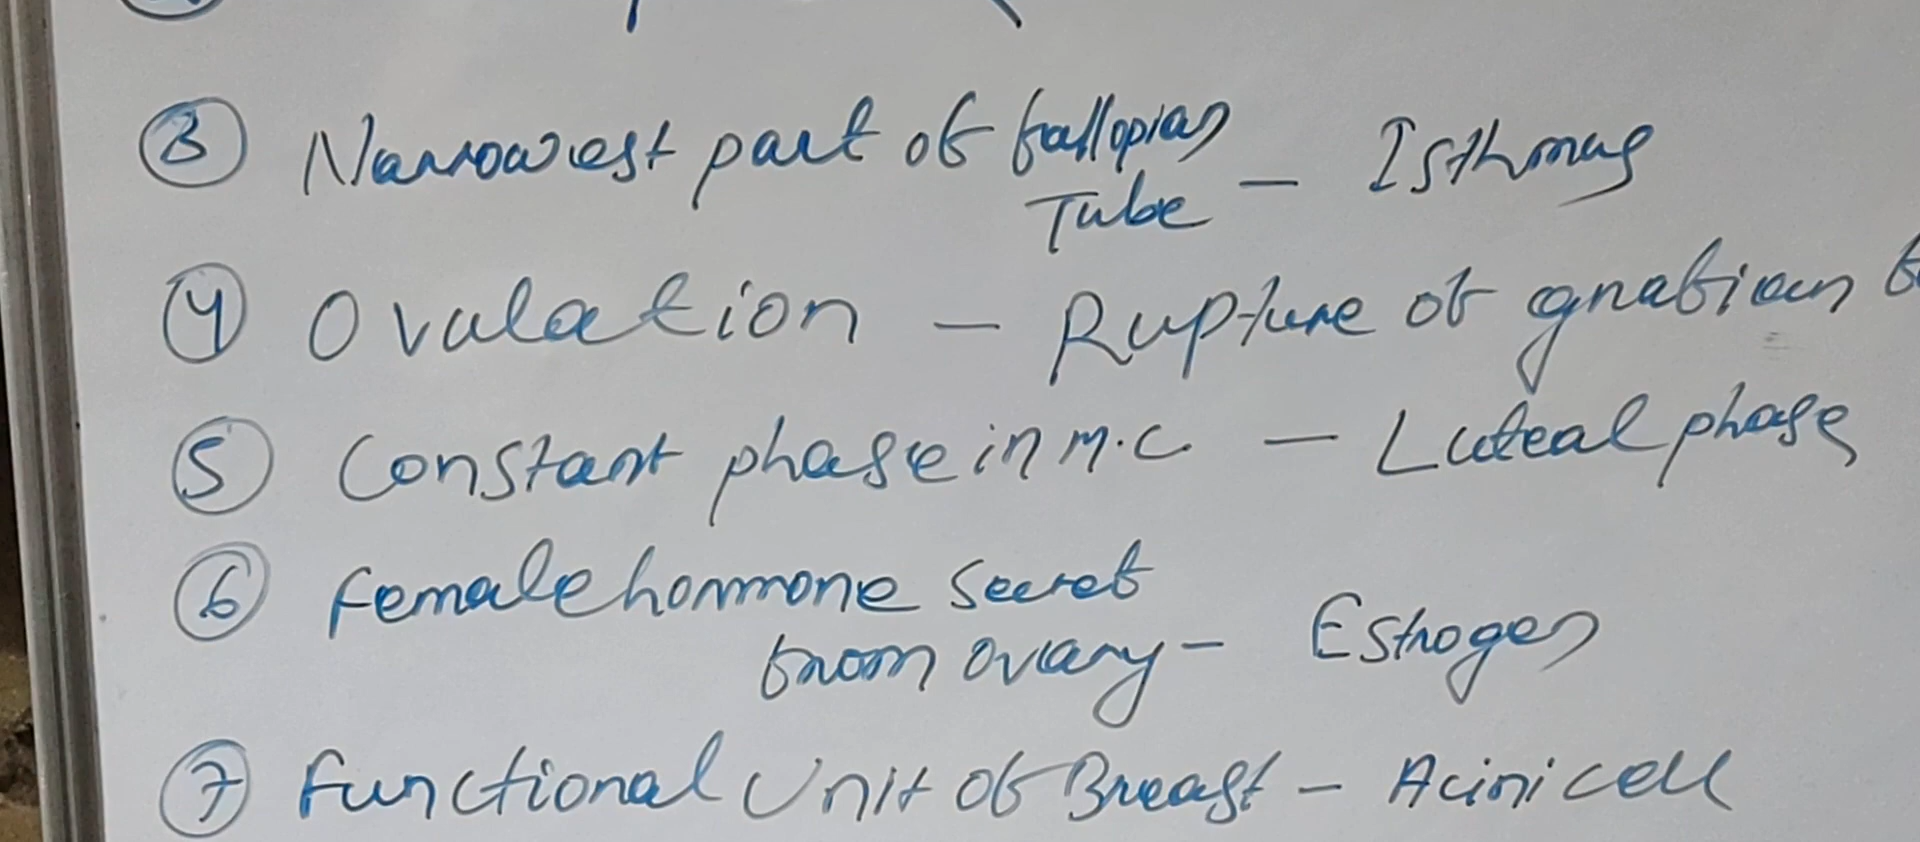 ③ Narrowest part of fallopian
Tube — Isthmus
④ Ovulation — Rupture of
⑤ Constant phase in M.C. — Luteal phase
⑥ Female hormone Secret
from ovary — Estrogen
⑦ Functional Unit of Breast — Acini cell